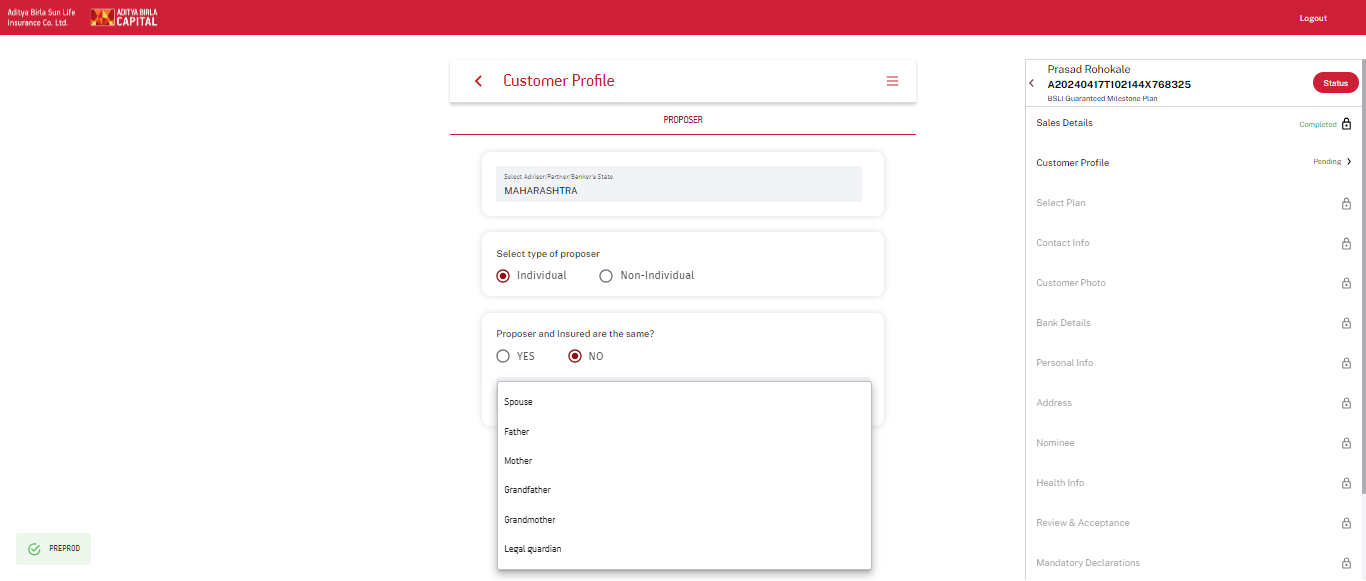 Aditya Birla Sun Life
Insurance Co. Ltd.
ADITYA BIRLA
CAPITAL
Logout
Customer Profile
PROPOSER
Select Advisor/Partner/Banker's State
MAHARASHTRA
Select type of proposer
Individual
Non-Individual
Proposer and Insured are the same?
YES
NO
Spouse
Father
Mother
Grandfather
Grandmother
Legal guardian
PREPROD
Prasad Rohokale
A20240417T102144X768325
BSLI Guaranteed Milestone Plan
Status
Sales Details
Completed
Customer Profile
Pending
Select Plan
Contact Info
Customer Photo
Bank Details
Personal Info
Address
Nominee
Health Info
Review & Acceptance
Mandatory Declarations